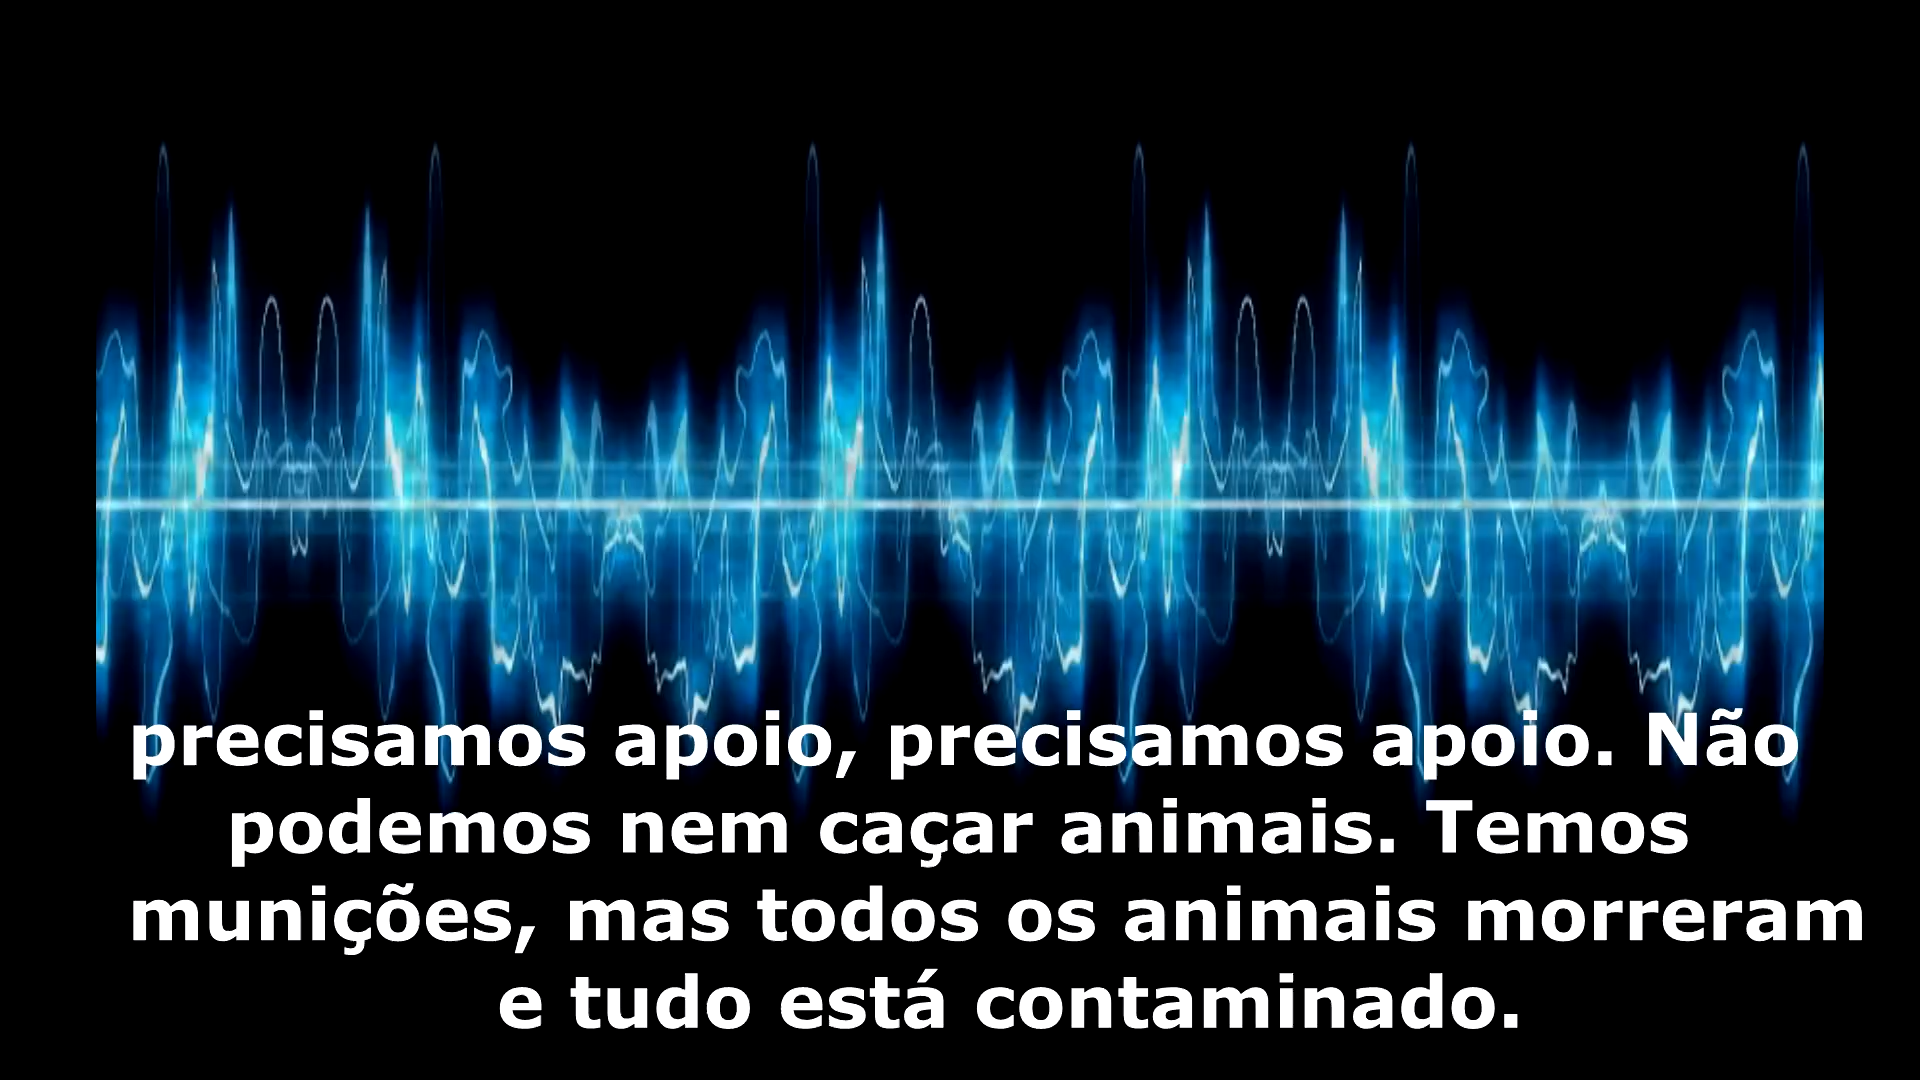 precisamos apoio, precisamos apoio. Não
podemos nem caçar animais. Temos
munições, mas todos os animais morreram
e tudo está contaminado.